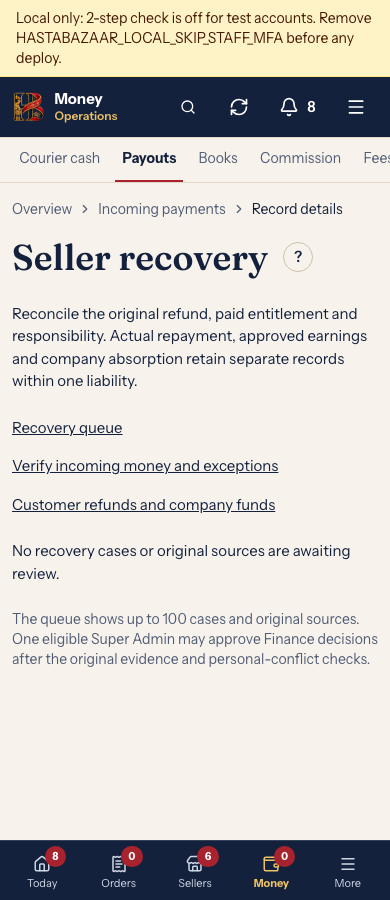 Local only: 2-step check is off for test accounts. Remove
HASTABAZAAR_LOCAL_SKIP_STAFF_MFA before any
deploy.
Money
Operations
8
Courier cash
Payouts
Books
Commission
Fees
Overview > Incoming payments > Record details
Seller recovery
?
Reconcile the original refund, paid entitlement and
responsibility. Actual repayment, approved earnings
and company absorption retain separate records
within one liability.
Recovery queue
Verify incoming money and exceptions
Customer refunds and company funds
No recovery cases or original sources are awaiting
review.
The queue shows up to 100 cases and original sources.
One eligible Super Admin may approve Finance decisions
after the original evidence and personal-conflict checks.
8
0
6
0
Today
Orders
Sellers
Money
More